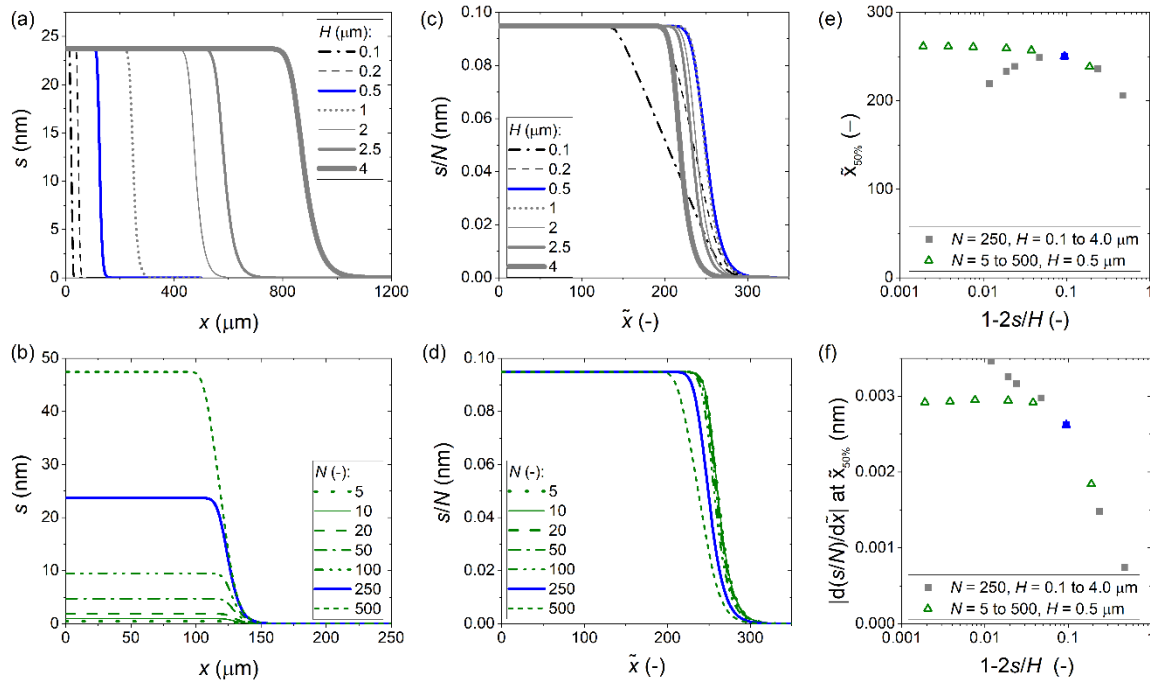 (a)
25
20
15
10
5
0
s (nm)
0 400 800 1200
x (μm)
H (μm):
0.1
0.2
0.5
1
2
2.5
4
(c)
0.10
0.08
0.06
0.04
0.02
0.00
s/N (nm)
0 100 200 300
x̃ (-)
H (μm):
0.1
0.2
0.5
1
2
2.5
4
(e)
300
200
100
0
x̃50% (–)
0.001 0.01 0.1 1
1-2s/H (-)
N = 250, H = 0.1 to 4.0 μm
N = 5 to 500, H = 0.5 μm
(b)
50
40
30
20
10
0
s (nm)
0 50 100 150 200 250
x (μm)
N (-):
5
10
20
50
100
250
500
(d)
0.10
0.08
0.06
0.04
0.02
0.00
s/N (nm)
0 100 200 300
x̃ (-)
N (-):
5
10
20
50
100
250
500
(f)
0.003
0.002
0.001
0.000
|d(s/N)/dx̃| at x̃50% (nm)
0.001 0.01 0.1 1
1-2s/H (-)
N = 250, H = 0.1 to 4.0 μm
N = 5 to 500, H = 0.5 μm